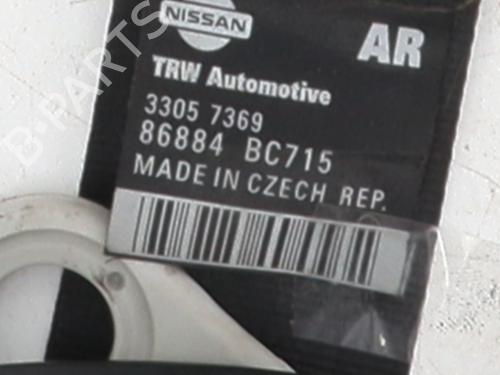 NISSAN
AR
TRW Automotive
3305 7369
86884 BC715
MADE IN CZECH REP.
B-PARTS